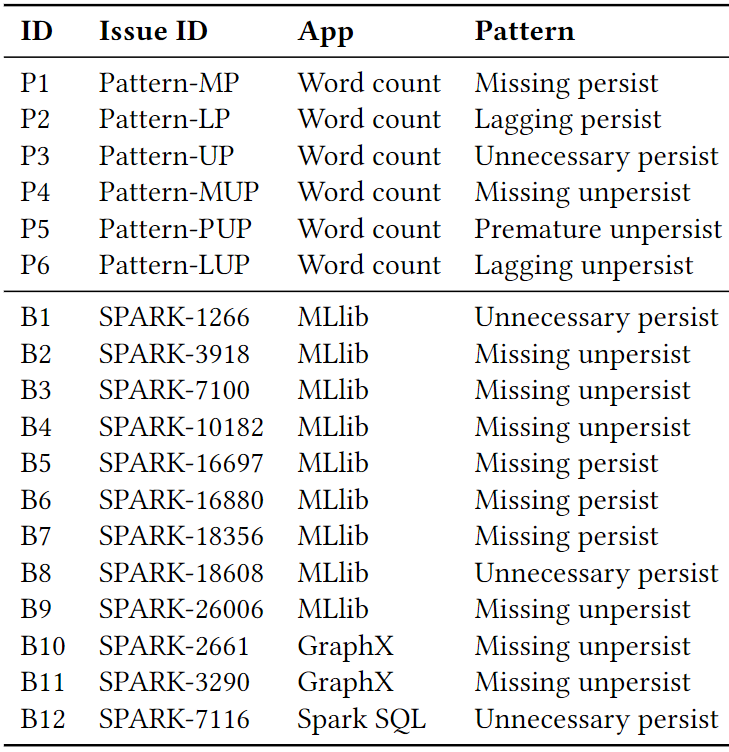 ID Issue ID App Pattern
P1 Pattern-MP Word count Missing persist
P2 Pattern-LP Word count Lagging persist
P3 Pattern-UP Word count Unnecessary persist
P4 Pattern-MUP Word count Missing unpersist
P5 Pattern-PUP Word count Premature unpersist
P6 Pattern-LUP Word count Lagging unpersist
B1 SPARK-1266 MLlib Unnecessary persist
B2 SPARK-3918 MLlib Missing unpersist
B3 SPARK-7100 MLlib Missing unpersist
B4 SPARK-10182 MLlib Missing unpersist
B5 SPARK-16697 MLlib Missing persist
B6 SPARK-16880 MLlib Missing persist
B7 SPARK-18356 MLlib Missing persist
B8 SPARK-18608 MLlib Unnecessary persist
B9 SPARK-26006 MLlib Missing unpersist
B10 SPARK-2661 GraphX Missing unpersist
B11 SPARK-3290 GraphX Missing unpersist
B12 SPARK-7116 Spark SQL Unnecessary persist